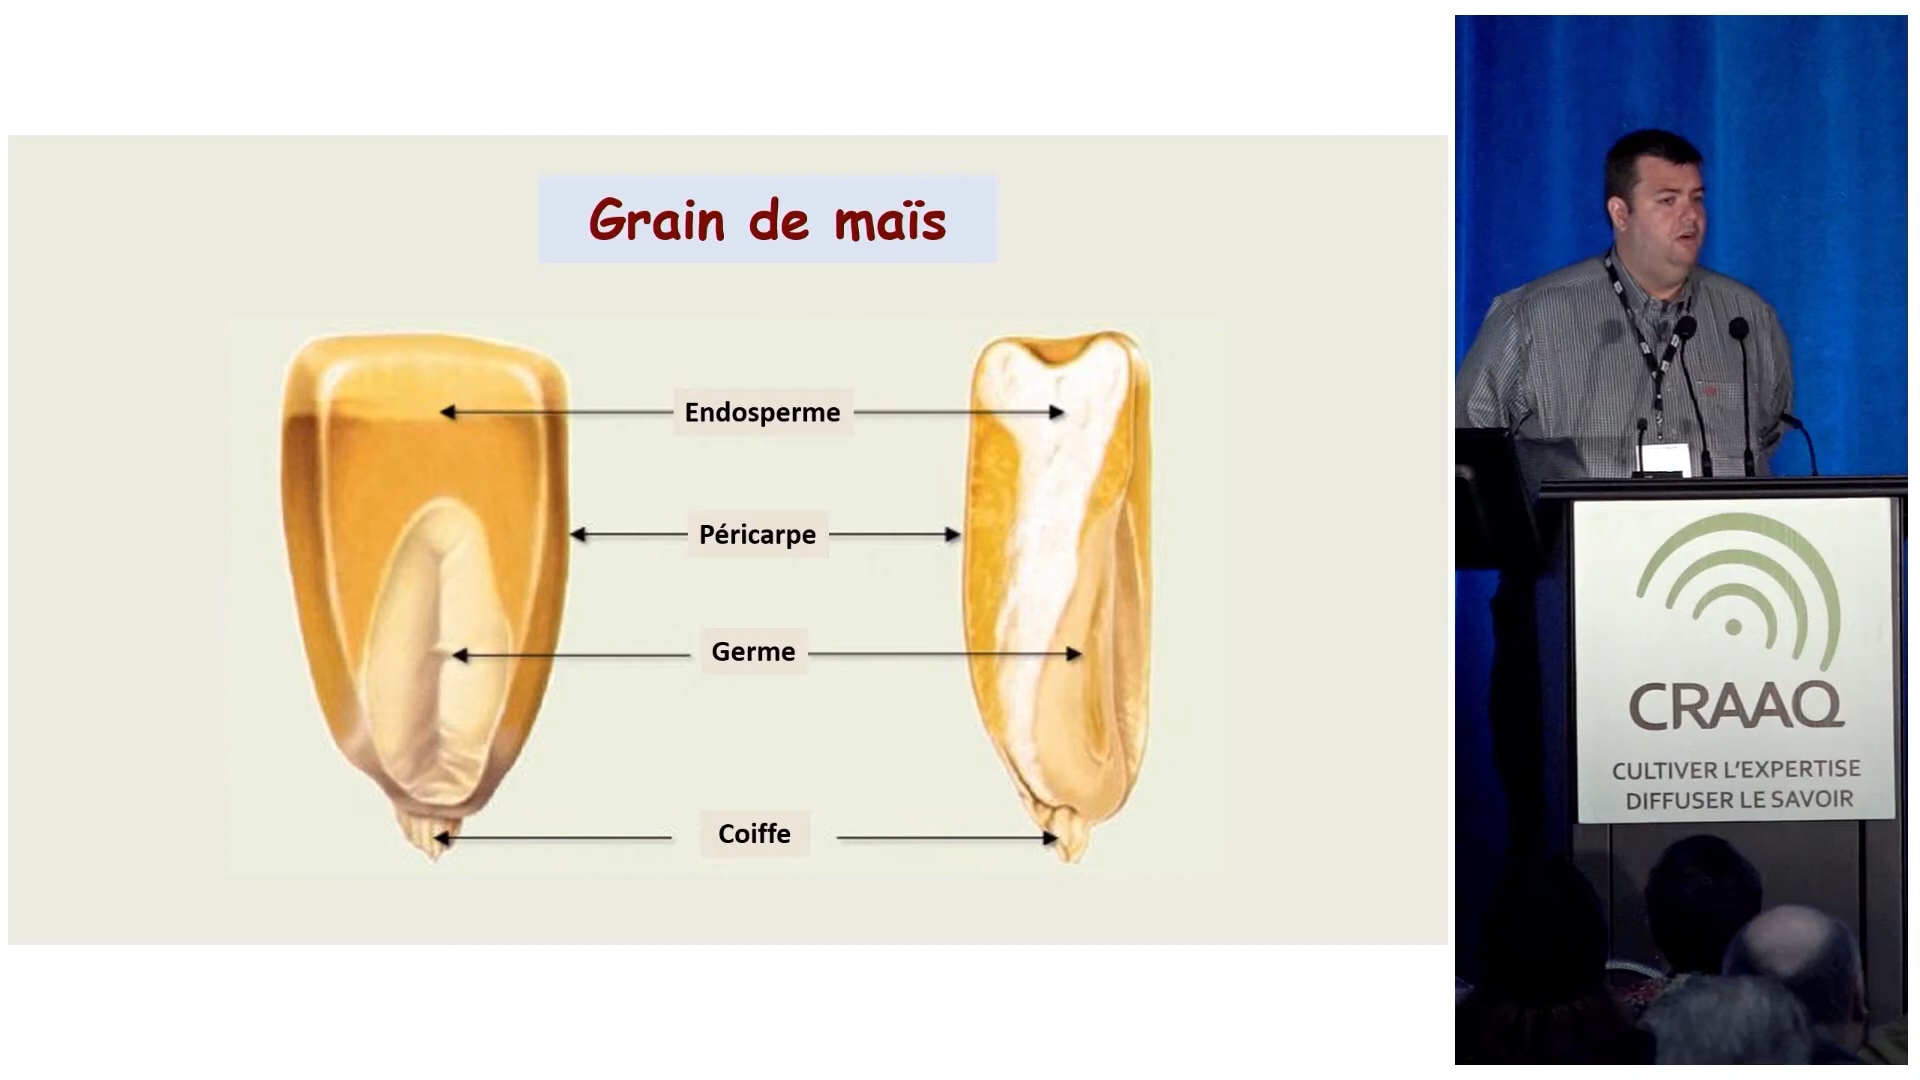 Grain de maïs
Endosperme
Péricarpe
Germe
Coiffe
CRAAQ
CULTIVER L'EXPERTISE
DIFFUSER LE SAVOIR